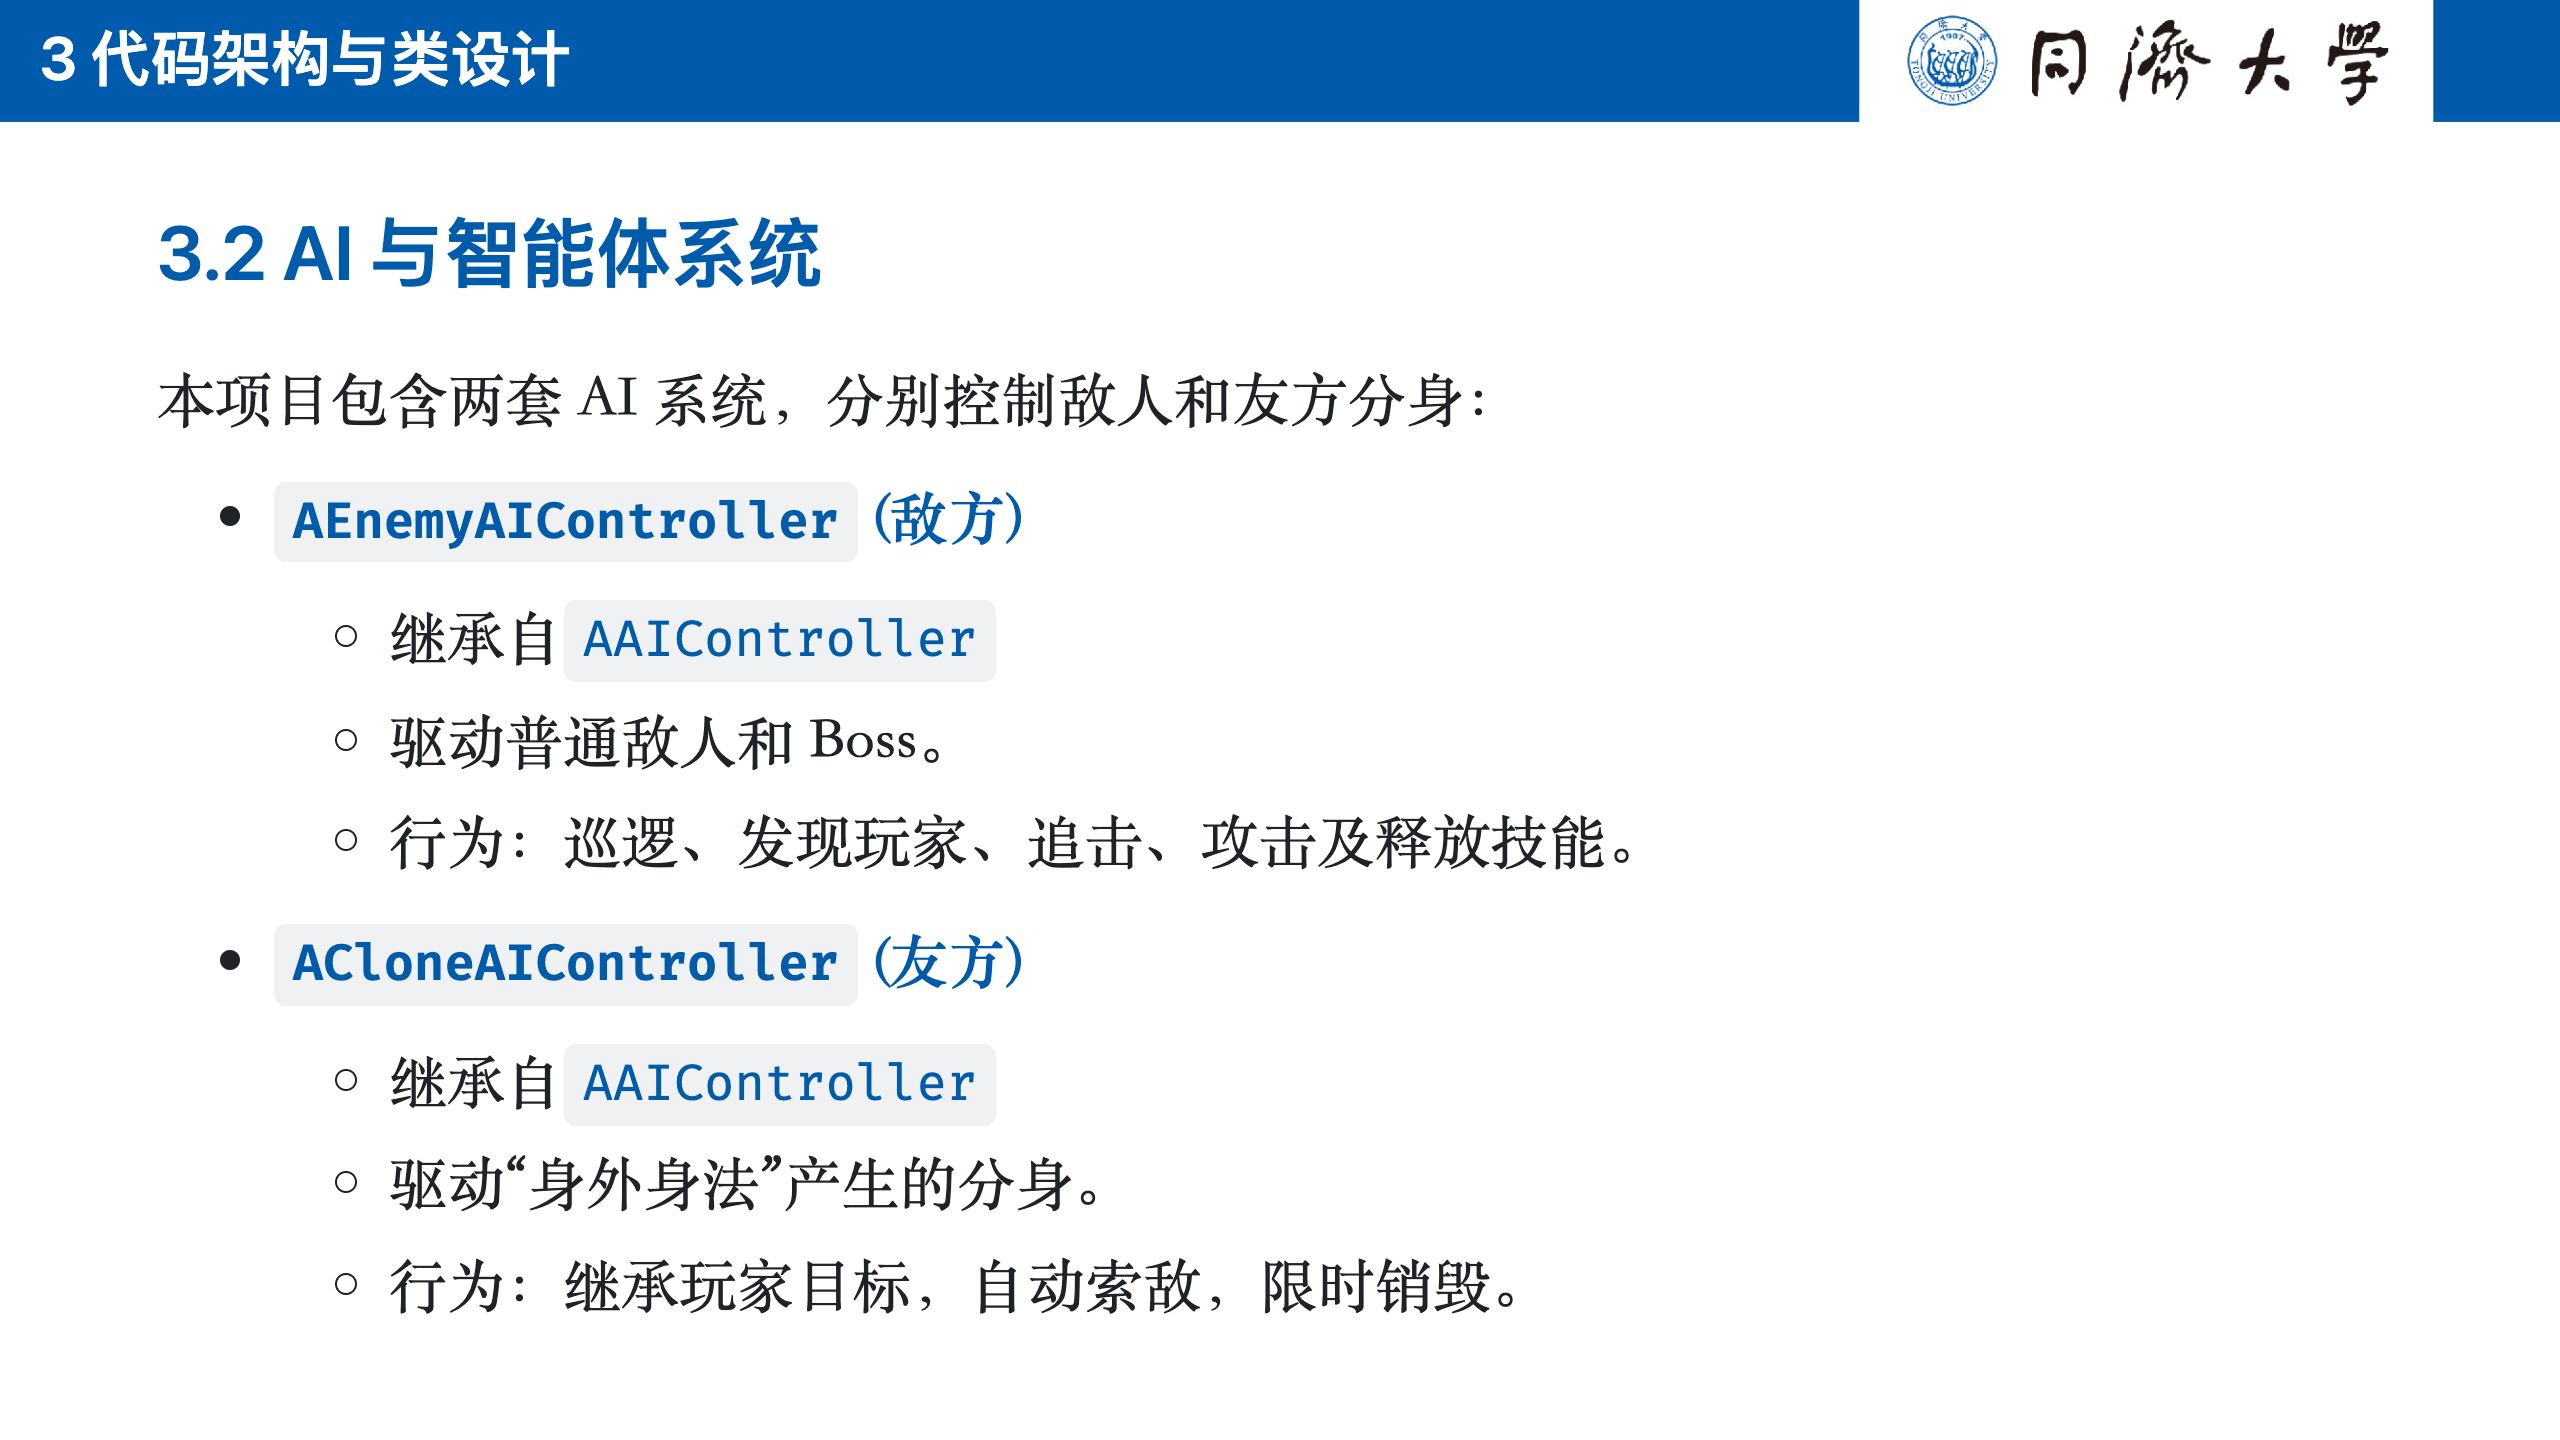 3 代码架构与类设计
同濟大學
1907
TONGJI UNIVERSITY
3.2 AI 与智能体系统
本项目包含两套 AI 系统，分别控制敌人和友方分身：
• AEnemyAIController (敌方)
○ 继承自 AAIController
○ 驱动普通敌人和 Boss。
○ 行为：巡逻、发现玩家、追击、攻击及释放技能。
• ACloneAIController (友方)
○ 继承自 AAIController
○ 驱动“身外身法”产生的分身。
○ 行为：继承玩家目标，自动索敌，限时销毁。